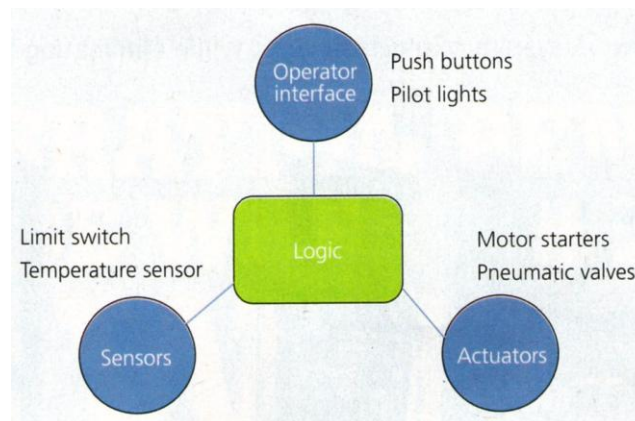 Operator
interface
Push buttons
Pilot lights
Logic
Limit switch
Temperature sensor
Motor starters
Pneumatic valves
Sensors
Actuators